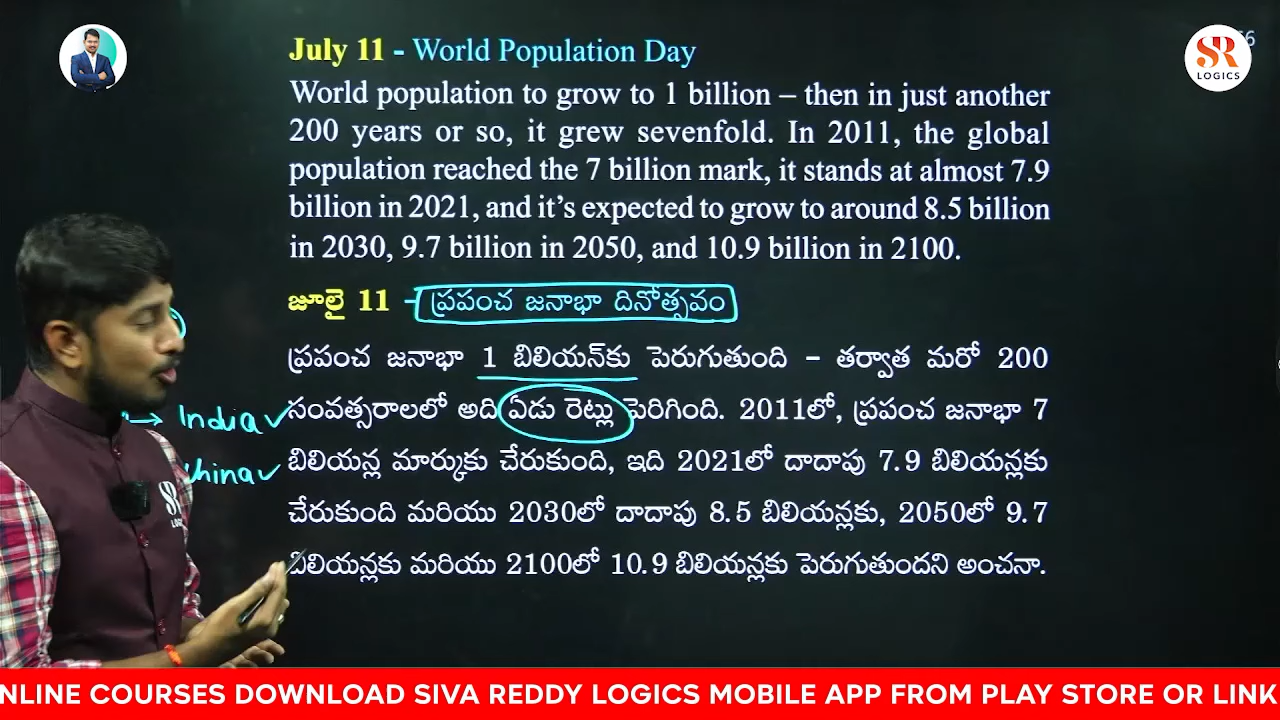 July 11 - World Population Day
SR
LOGICS
World population to grow to 1 billion – then in just another
200 years or so, it grew sevenfold. In 2011, the global
population reached the 7 billion mark, it stands at almost 7.9
billion in 2021, and it's expected to grow to around 8.5 billion
in 2030, 9.7 billion in 2050, and 10.9 billion in 2100.
జూలై 11 - ప్రపంచ జనాభా దినోత్సవం
ప్రపంచ జనాభా 1 బిలియన్‌కు పెరుగుతుంది – తర్వాత మరో 200
సంవత్సరాలలో అది ఏడు రెట్లు పెరిగింది. 2011లో, ప్రపంచ జనాభా 7
బిలియన్ల మార్కుకు చేరుకుంది, ఇది 2021లో దాదాపు 7.9 బిలియన్లకు
చేరుకుంది మరియు 2030లో దాదాపు 8.5 బిలియన్లకు, 2050లో 9.7
బిలియన్లకు మరియు 2100లో 10.9 బిలియన్లకు పెరుగుతుందని అంచనా.
→ India ✓
China ✓
SR
NLINE COURSES DOWNLOAD SIVA REDDY LOGICS MOBILE APP FROM PLAY STORE OR LINK